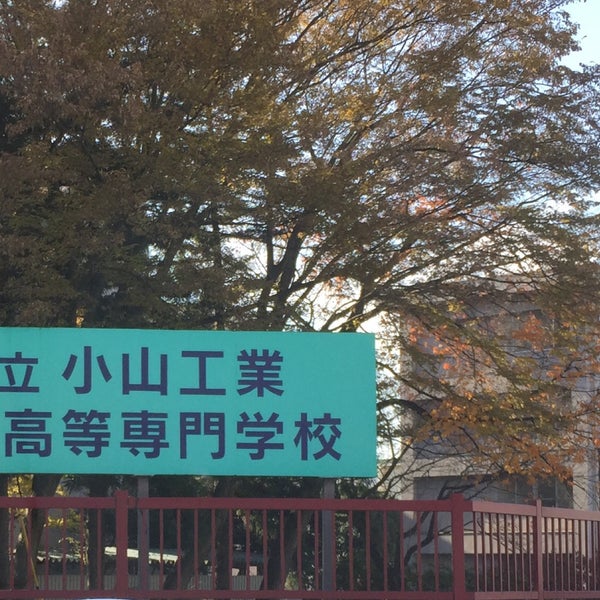 立 小山工業
高等専門学校